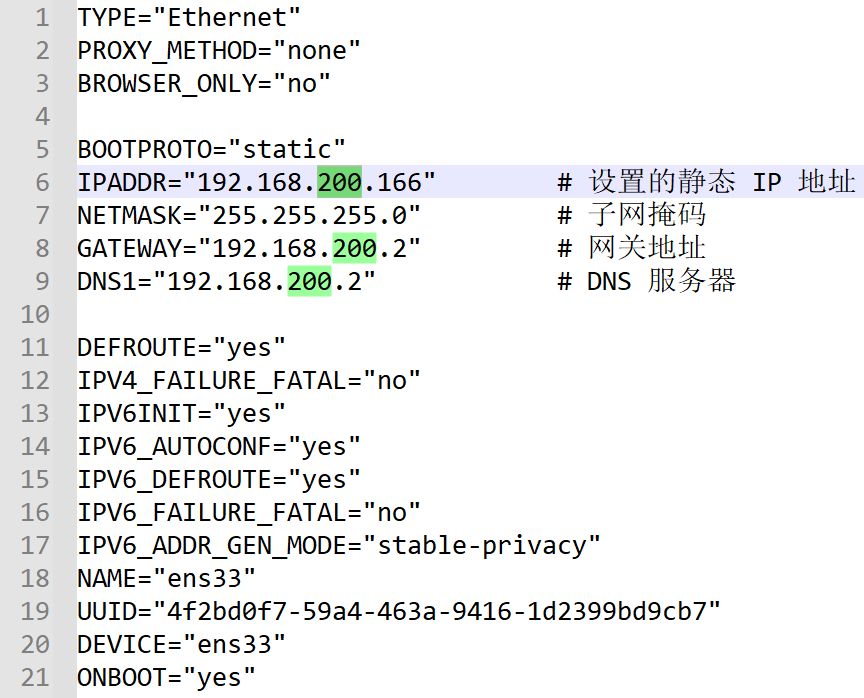 1 TYPE="Ethernet"
2 PROXY_METHOD="none"
3 BROWSER_ONLY="no"
4
5 BOOTPROTO="static"
6 IPADDR="192.168.200.166" # 设置的静态 IP 地址
7 NETMASK="255.255.255.0" # 子网掩码
8 GATEWAY="192.168.200.2" # 网关地址
9 DNS1="192.168.200.2" # DNS 服务器
10
11 DEFROUTE="yes"
12 IPV4_FAILURE_FATAL="no"
13 IPV6INIT="yes"
14 IPV6_AUTOCONF="yes"
15 IPV6_DEFROUTE="yes"
16 IPV6_FAILURE_FATAL="no"
17 IPV6_ADDR_GEN_MODE="stable-privacy"
18 NAME="ens33"
19 UUID="4f2bd0f7-59a4-463a-9416-1d2399bd9cb7"
20 DEVICE="ens33"
21 ONBOOT="yes"